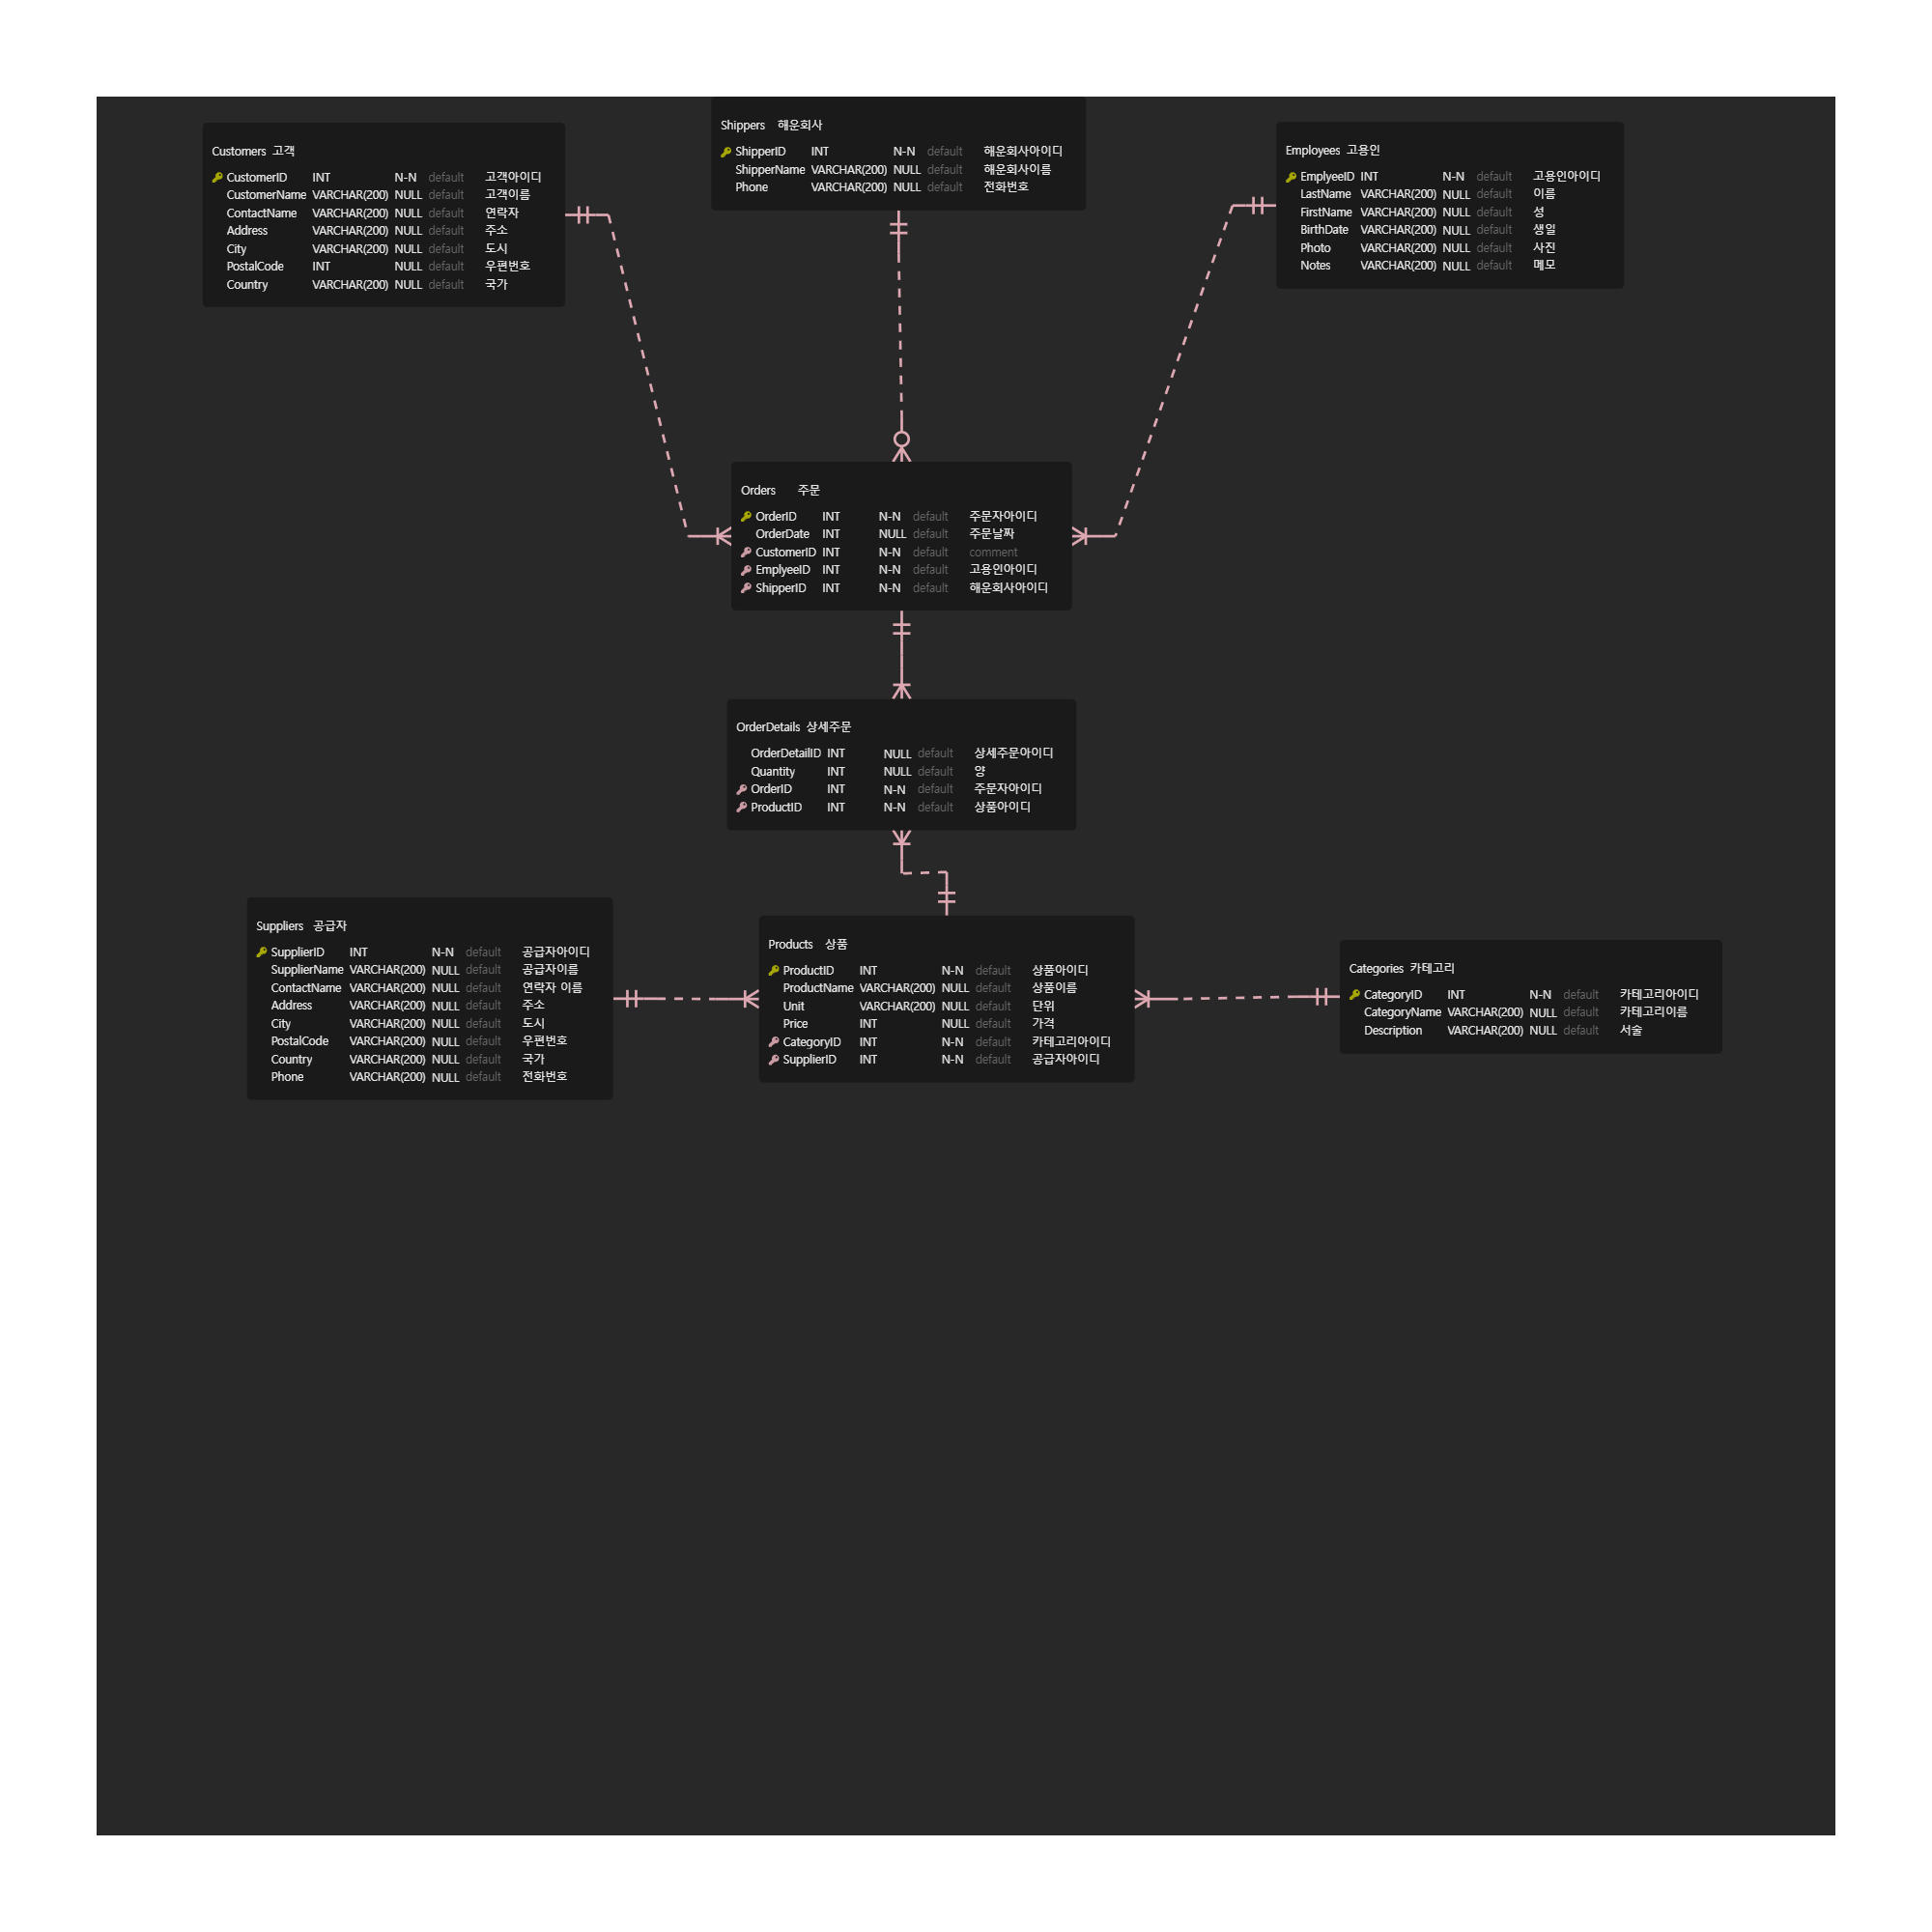 Customers 고객
CustomerID INT N-N default 고객아이디
CustomerName VARCHAR(200) NULL default 고객이름
ContactName VARCHAR(200) NULL default 연락자
Address VARCHAR(200) NULL default 주소
City VARCHAR(200) NULL default 도시
PostalCode INT NULL default 우편번호
Country VARCHAR(200) NULL default 국가
Shippers 해운회사
ShipperID INT N-N default 해운회사아이디
ShipperName VARCHAR(200) NULL default 해운회사이름
Phone VARCHAR(200) NULL default 전화번호
Employees 고용인
EmplyeeID INT N-N default 고용인아이디
LastName VARCHAR(200) NULL default 이름
FirstName VARCHAR(200) NULL default 성
BirthDate VARCHAR(200) NULL default 생일
Photo VARCHAR(200) NULL default 사진
Notes VARCHAR(200) NULL default 메모
Orders 주문
OrderID INT N-N default 주문자아이디
OrderDate INT NULL default 주문날짜
CustomerID INT N-N default comment
EmplyeeID INT N-N default 고용인아이디
ShipperID INT N-N default 해운회사아이디
OrderDetails 상세주문
OrderDetailID INT NULL default 상세주문아이디
Quantity INT NULL default 양
OrderID INT N-N default 주문자아이디
ProductID INT N-N default 상품아이디
Suppliers 공급자
SupplierID INT N-N default 공급자아이디
SupplierName VARCHAR(200) NULL default 공급자이름
ContactName VARCHAR(200) NULL default 연락자 이름
Address VARCHAR(200) NULL default 주소
City VARCHAR(200) NULL default 도시
PostalCode VARCHAR(200) NULL default 우편번호
Country VARCHAR(200) NULL default 국가
Phone VARCHAR(200) NULL default 전화번호
Products 상품
ProductID INT N-N default 상품아이디
ProductName VARCHAR(200) NULL default 상품이름
Unit VARCHAR(200) NULL default 단위
Price INT NULL default 가격
CategoryID INT N-N default 카테고리아이디
SupplierID INT N-N default 공급자아이디
Categories 카테고리
CategoryID INT N-N default 카테고리아이디
CategoryName VARCHAR(200) NULL default 카테고리이름
Description VARCHAR(200) NULL default 서술